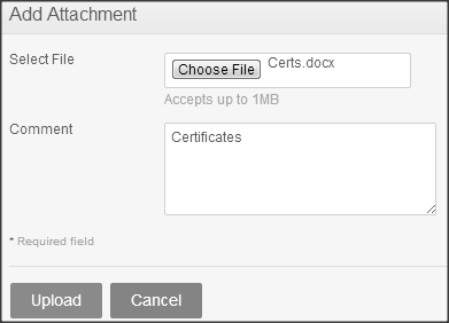 Add Attachment
Select File
Choose File Certs.docx
Accepts up to 1MB
Comment
Certificates
* Required field
Upload Cancel